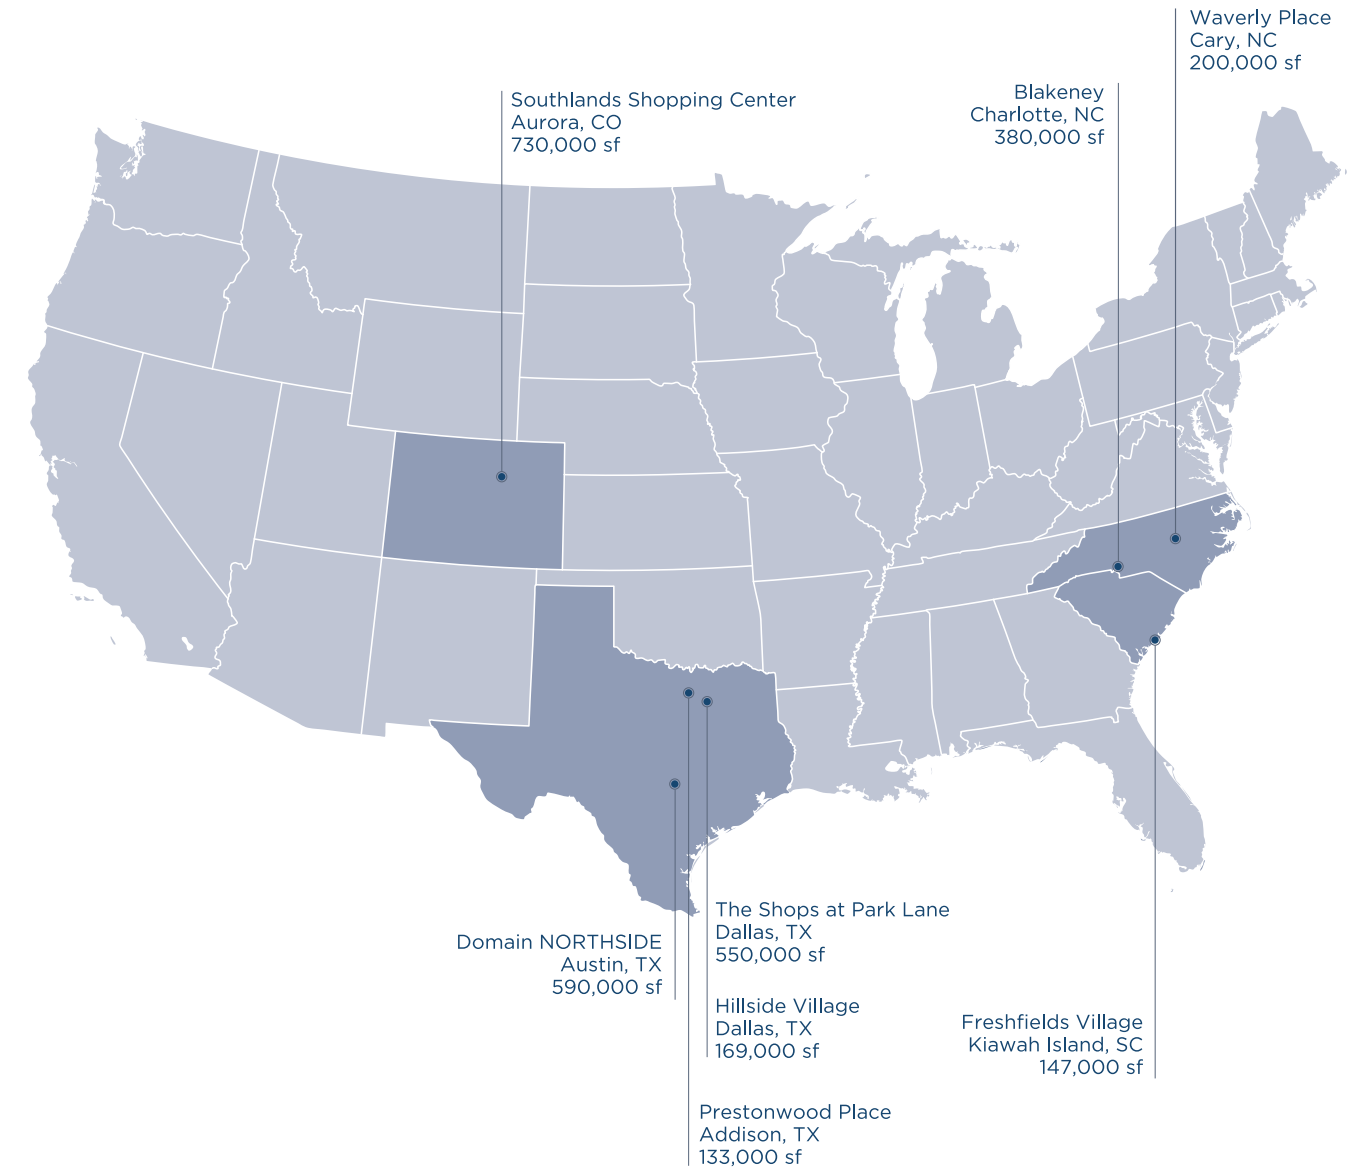 Waverly Place
Cary, NC
200,000 sf
Blakeney
Charlotte, NC
380,000 sf
Southlands Shopping Center
Aurora, CO
730,000 sf
The Shops at Park Lane
Dallas, TX
550,000 sf
Domain NORTHSIDE
Austin, TX
590,000 sf
Hillside Village
Dallas, TX
169,000 sf
Freshfields Village
Kiawah Island, SC
147,000 sf
Prestonwood Place
Addison, TX
133,000 sf